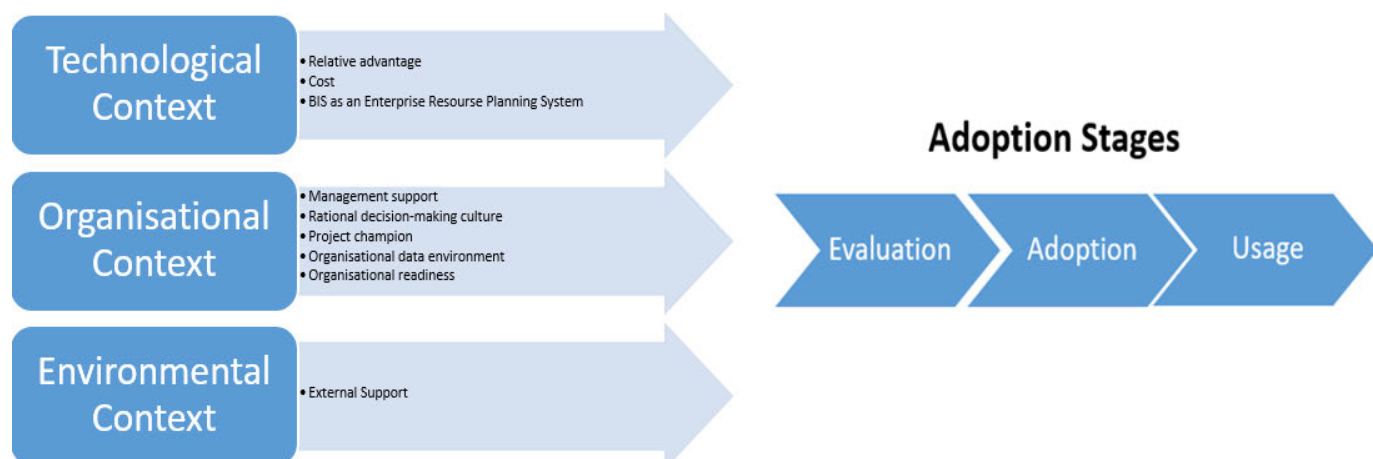 Technological
Context
• Relative advantage
• Cost
• BIS as an Enterprise Resourse Planning System
Organisational
Context
• Management support
• Rational decision-making culture
• Project champion
• Organisational data environment
• Organisational readiness
Environmental
Context
• External Support
Adoption Stages
Evaluation
Adoption
Usage